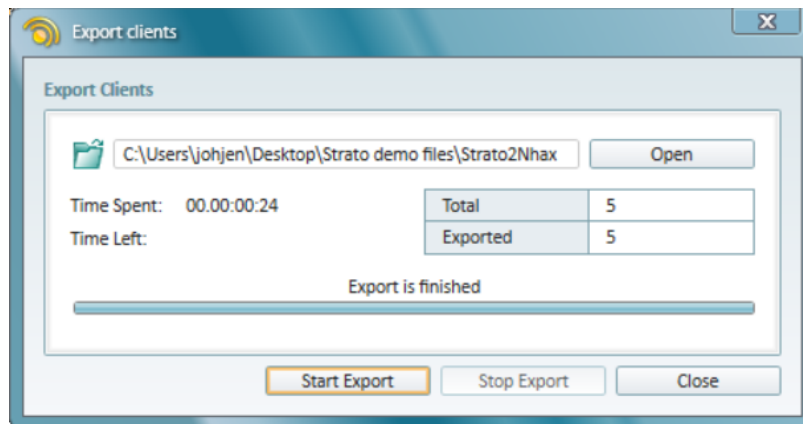 Export clients
Export Clients
C:\Users\johjen\Desktop\Strato demo files\Strato2Nhax Open
Time Spent: 00.00:00:24 Total 5
Time Left: Exported 5
Export is finished
Start Export Stop Export Close